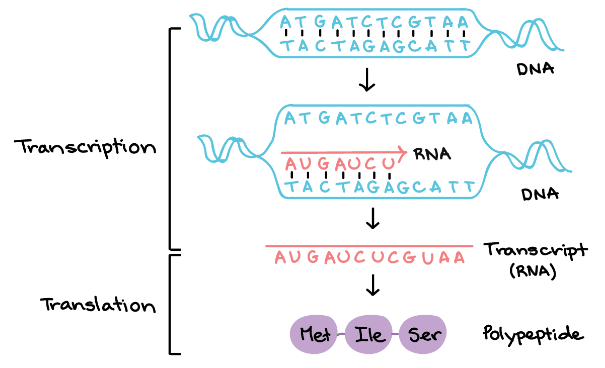 ATGATCTCGTAA
TACTAGAGCATT
DNA
Transcription
ATGATCTCGTAA
AUGAUCU
RNA
TACTAGAGCATT
DNA
AUGAUCUCGUAA
Transcript
(RNA)
Translation
Met Ile Ser
Polypeptide